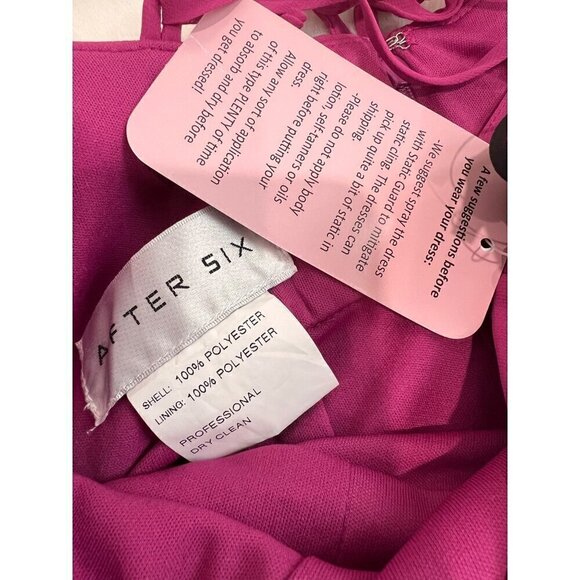 A few suggestions before
you wear your dress:
-We suggest spray the dress
with Static Guard to mitigate
static cling. The dresses can
pick up quite a bit of static in
shipping.
-Please do not apply body
lotion, self-tanners or oils
right before putting your
dress.
Allow any sort of application
of this type PLENTY of time
to absorb and dry before
you get dressed!
AFTER SIX
SHELL: 100% POLYESTER
LINING: 100% POLYESTER
PROFESSIONAL
DRY CLEAN